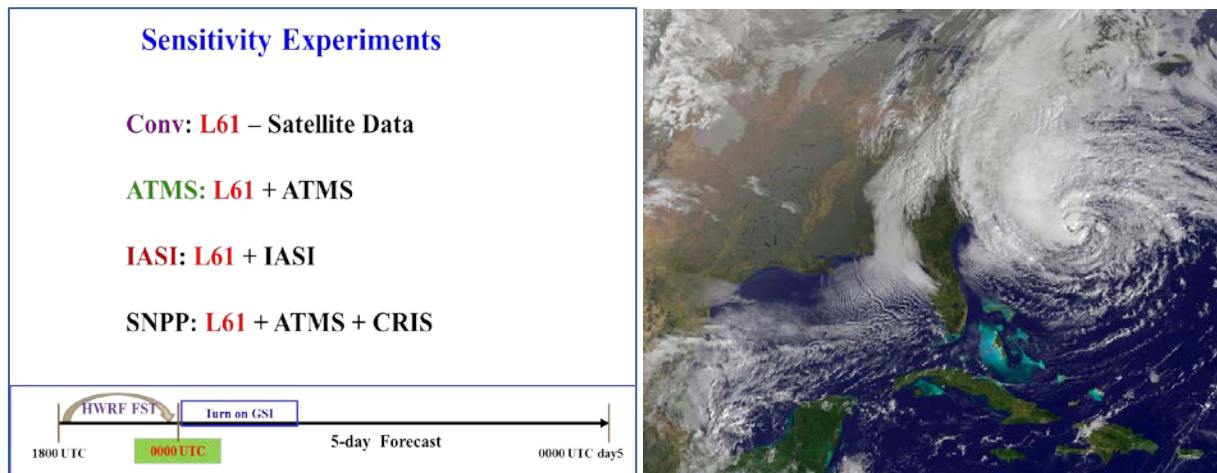 Sensitivity Experiments
Conv: L61 – Satellite Data
ATMS: L61 + ATMS
IASI: L61 + IASI
SNPP: L61 + ATMS + CRIS
HWRF FST
Turn on GSI
5-day Forecast
1800 UTC
0000 UTC
0000 UTC day5